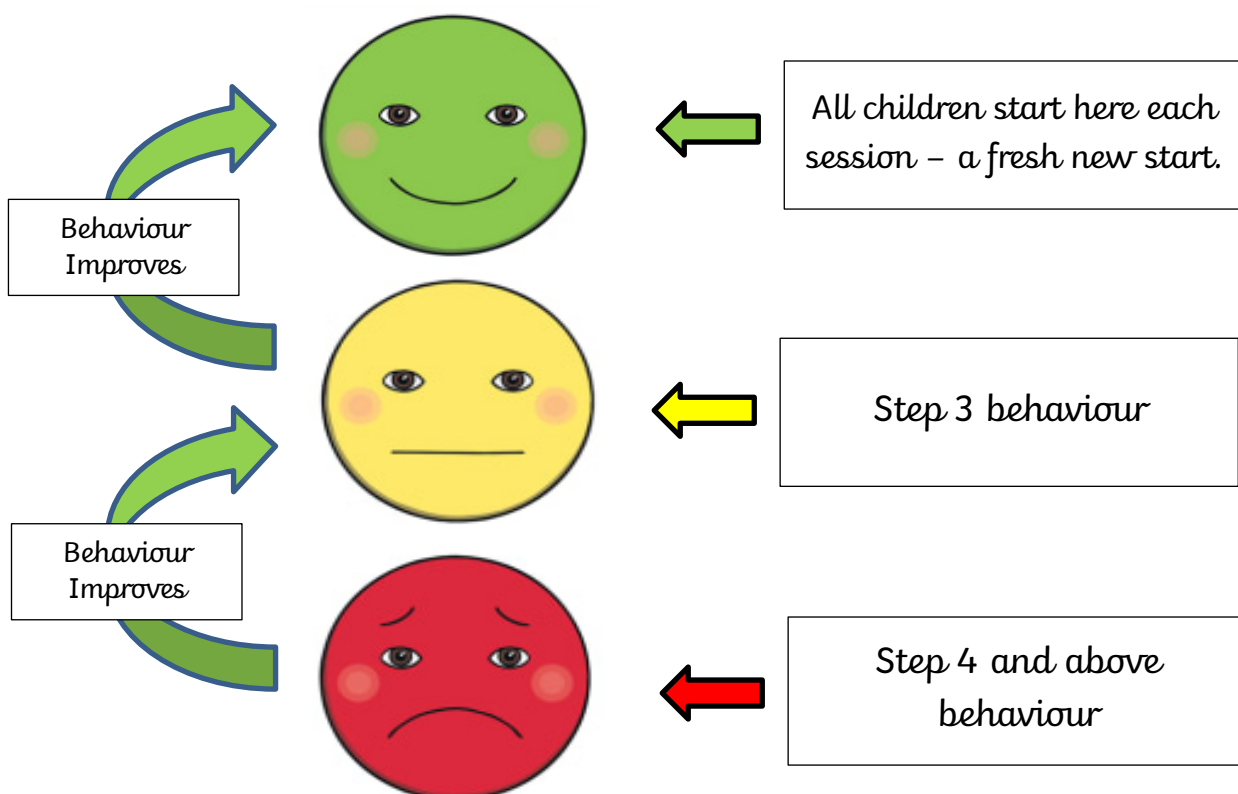 All children start here each
session – a fresh new start.
Behaviour
Improves
Step 3 behaviour
Behaviour
Improves
Step 4 and above
behaviour